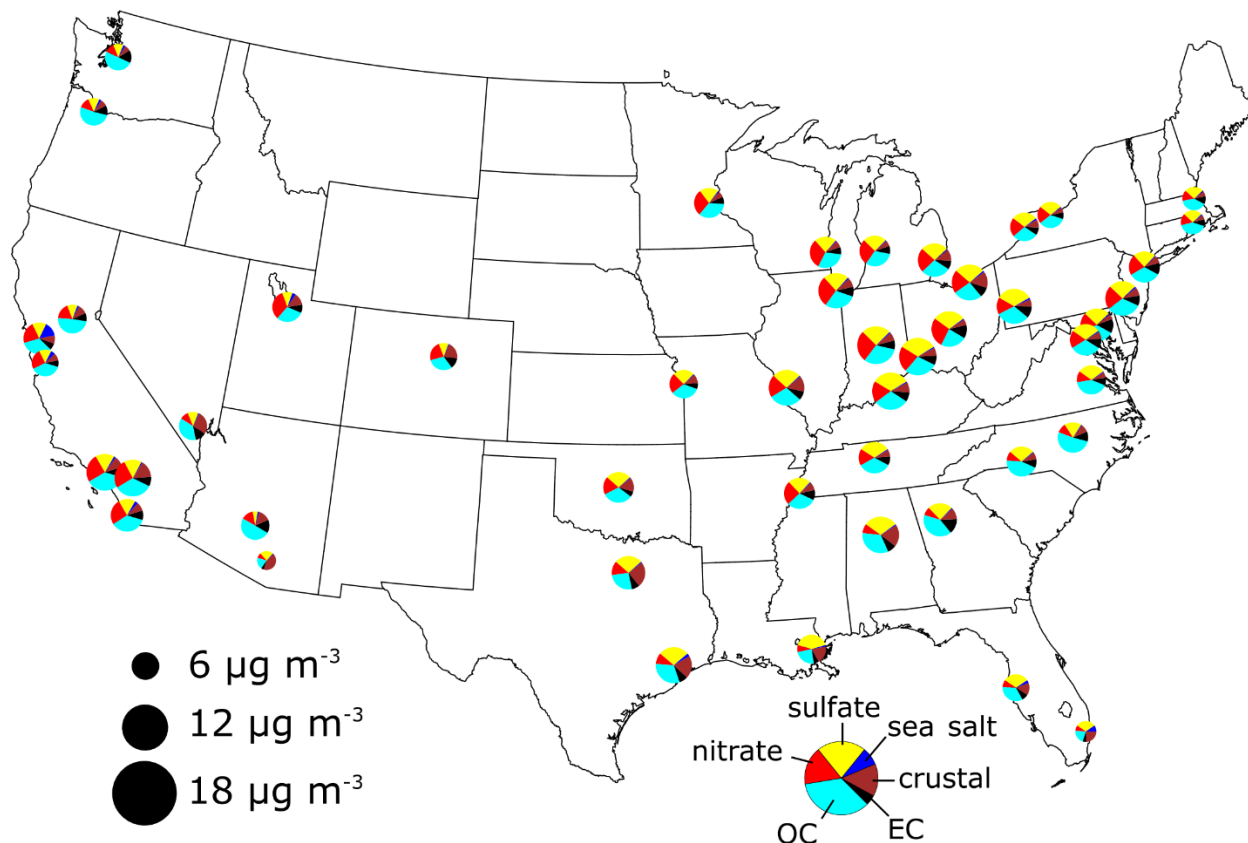 6 µg m⁻³
12 µg m⁻³
18 µg m⁻³
sulfate
sea salt
nitrate
crustal
OC
EC